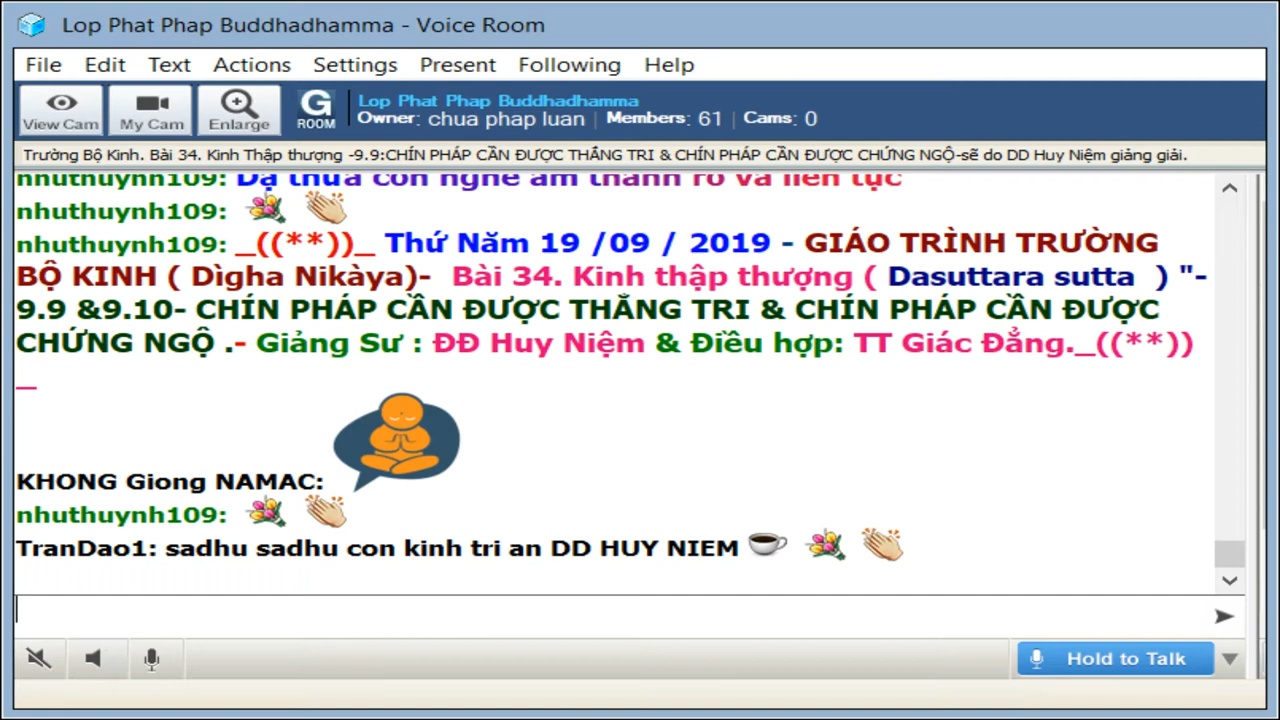 Lop Phat Phap Buddhadhamma - Voice Room
File Edit Text Actions Settings Present Following Help
View Cam My Cam Enlarge G ROOM Lop Phat Phap Buddhadhamma
Owner: chua phap luan | Members: 61 | Cams: 0
Trường Bộ Kinh. Bài 34. Kinh Thập thượng -9.9:CHÍN PHÁP CẦN ĐƯỢC THẮNG TRI & CHÍN PHÁP CẦN ĐƯỢC CHỨNG NGỘ-sẽ do DD Huy Niệm giảng giải.
nhuthuynh109: Dạ thưa con nghe âm thanh rõ và liên tục
nhuthuynh109:
nhuthuynh109: _((**))_ Thứ Năm 19 /09 / 2019 - GIÁO TRÌNH TRƯỜNG
BỘ KINH ( Dìgha Nikàya)- Bài 34. Kinh thập thượng ( Dasuttara sutta ) "-
9.9 &9.10- CHÍN PHÁP CẦN ĐƯỢC THẮNG TRI & CHÍN PHÁP CẦN ĐƯỢC
CHỨNG NGỘ .- Giảng Sư : ĐĐ Huy Niệm & Điều hợp: TT Giác Đẳng._((**))
_
KHONG Giong NAMAC:
nhuthuynh109:
TranDao1: sadhu sadhu con kinh tri an DD HUY NIEM
Hold to Talk